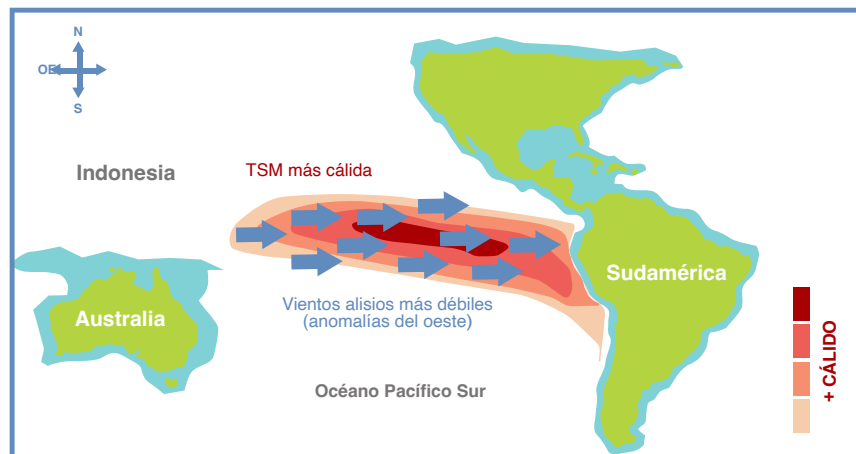 N
OE
S
Indonesia
TSM más cálida
Australia
Vientos alisios más débiles
(anomalías del oeste)
Océano Pacífico Sur
Sudamérica
+ CÁLIDO